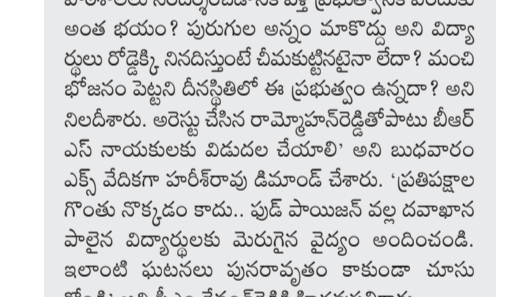 అంత భయం? పురుగుల అన్నం మాకొద్దు అని విద్యా
ర్థులు రోడ్డెక్కి నినదిస్తుంటే చీమకుట్టినట్లైనా లేదా? మంచి
భోజనం పెట్టని దీనస్థితిలో ఈ ప్రభుత్వం ఉన్నదా? అని
నిలదీశారు. అరెస్టు చేసిన రామ్మోహన్‌రెడ్డితోపాటు బీఆర్‌
ఎస్‌ నాయకులకు విడుదల చేయాలి’ అని బుధవారం
ఎక్స్‌ వేదికగా హరీశ్‌రావు డిమాండ్‌ చేశారు. ‘ప్రతిపక్షాల
గొంతు నొక్కడం కాదు.. ఫుడ్‌ పాయిజన్‌ వల్ల దవాఖాన
పాలైన విద్యార్థులకు మెరుగైన వైద్యం అందించండి.
ఇలాంటి ఘటనలు పునరావృతం కాకుండా చూసు